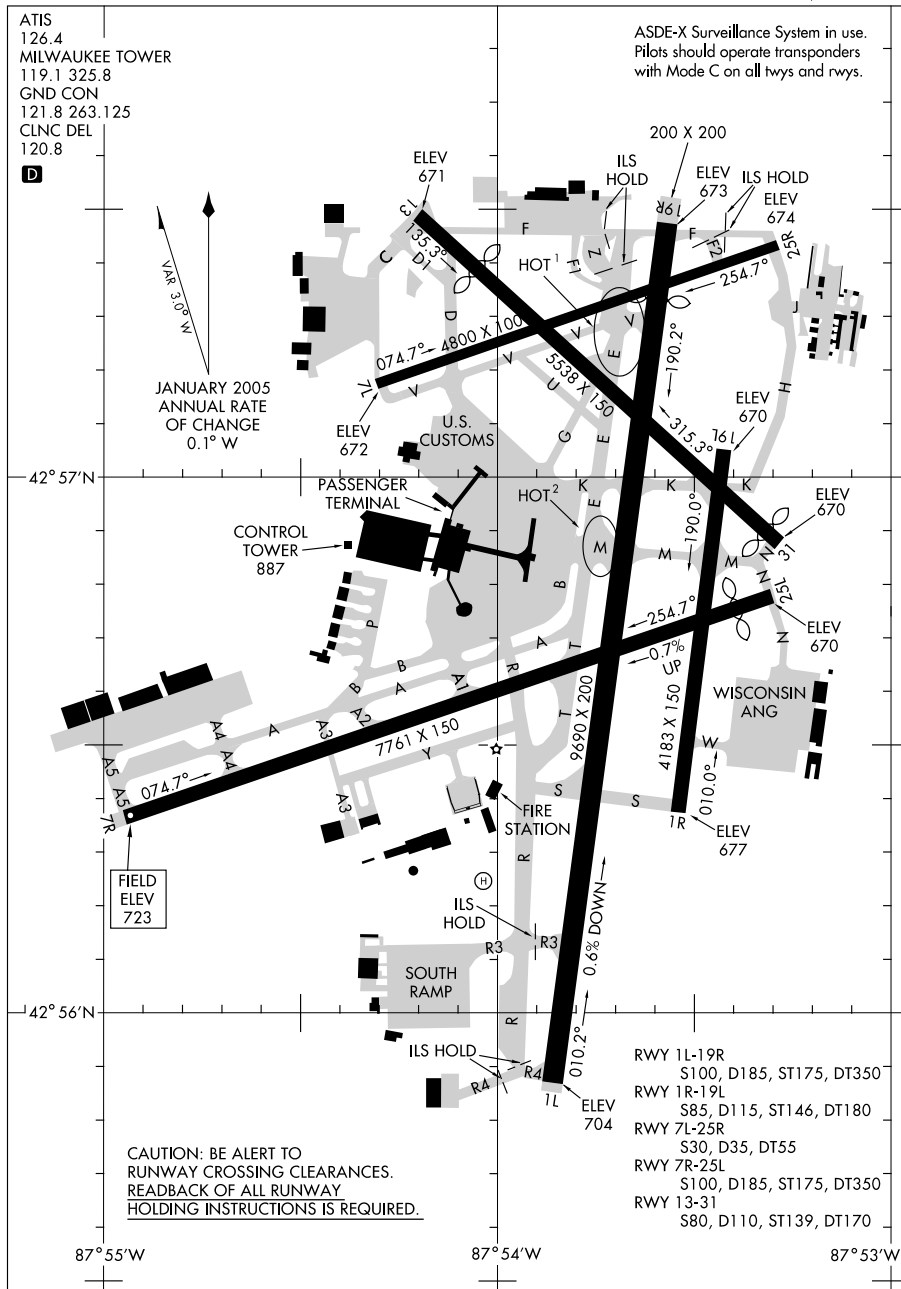 ATIS
126.4
MILWAUKEE TOWER
119.1 325.8
GND CON
121.8 263.125
CLNC DEL
120.8
D
ASDE-X Surveillance System in use.
Pilots should operate transponders
with Mode C on all twys and rwys.
VAR 3.0° W
JANUARY 2005
ANNUAL RATE
OF CHANGE
0.1° W
ELEV
671
13
135.3°
C
D1
D
F
ILS
HOLD
F1
Z
HOT 1
200 X 200
ELEV
673
19R
ILS HOLD
ELEV
674
F
F2
25R
254.7°
J
H
V
E
190.2°
074.7°
4800 X 100
7L
ELEV
672
V
V
V
V
U
G
E
5538 X 150
315.3°
ELEV
670
19L
U.S.
CUSTOMS
42°57'N
PASSENGER
TERMINAL
HOT 2
K
K
K
E
M
M
M
190.0°
ELEV
670
31
N
N
N
CONTROL
TOWER
887
P
B
B
B
A
T
R
254.7°
0.7%
UP
25L
ELEV
670
WISCONSIN
ANG
A
A
A1
A2
A3
A4
A4
A5
A5
A3
074.7°
7761 X 150
7R
Y
T
9690 X 200
4183 X 150
W
010.0°
S
S
1R
ELEV
677
FIRE
STATION
FIELD
ELEV
723
H
R
ILS
HOLD
R3
R3
0.6% DOWN
SOUTH
RAMP
42°56'N
R
ILS HOLD
R4
R4
010.2°
1L
ELEV
704
RWY 1L-19R
S100, D185, ST175, DT350
RWY 1R-19L
S85, D115, ST146, DT180
RWY 7L-25R
S30, D35, DT55
RWY 7R-25L
S100, D185, ST175, DT350
RWY 13-31
S80, D110, ST139, DT170
CAUTION: BE ALERT TO
RUNWAY CROSSING CLEARANCES.
READBACK OF ALL RUNWAY
HOLDING INSTRUCTIONS IS REQUIRED.
87°55'W
87°54'W
87°53'W